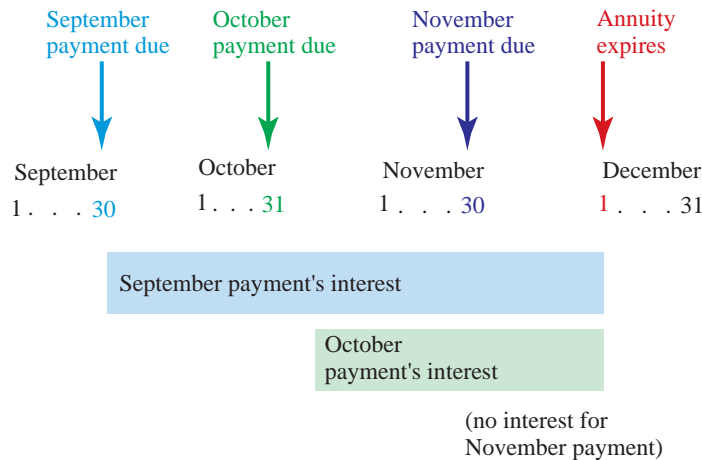 September
payment due
October
payment due
November
payment due
Annuity
expires
September
October
November
December
1 . . . 30
1 . . . 31
1 . . . 30
1 . . . 31
September payment's interest
October
payment's interest
(no interest for
November payment)